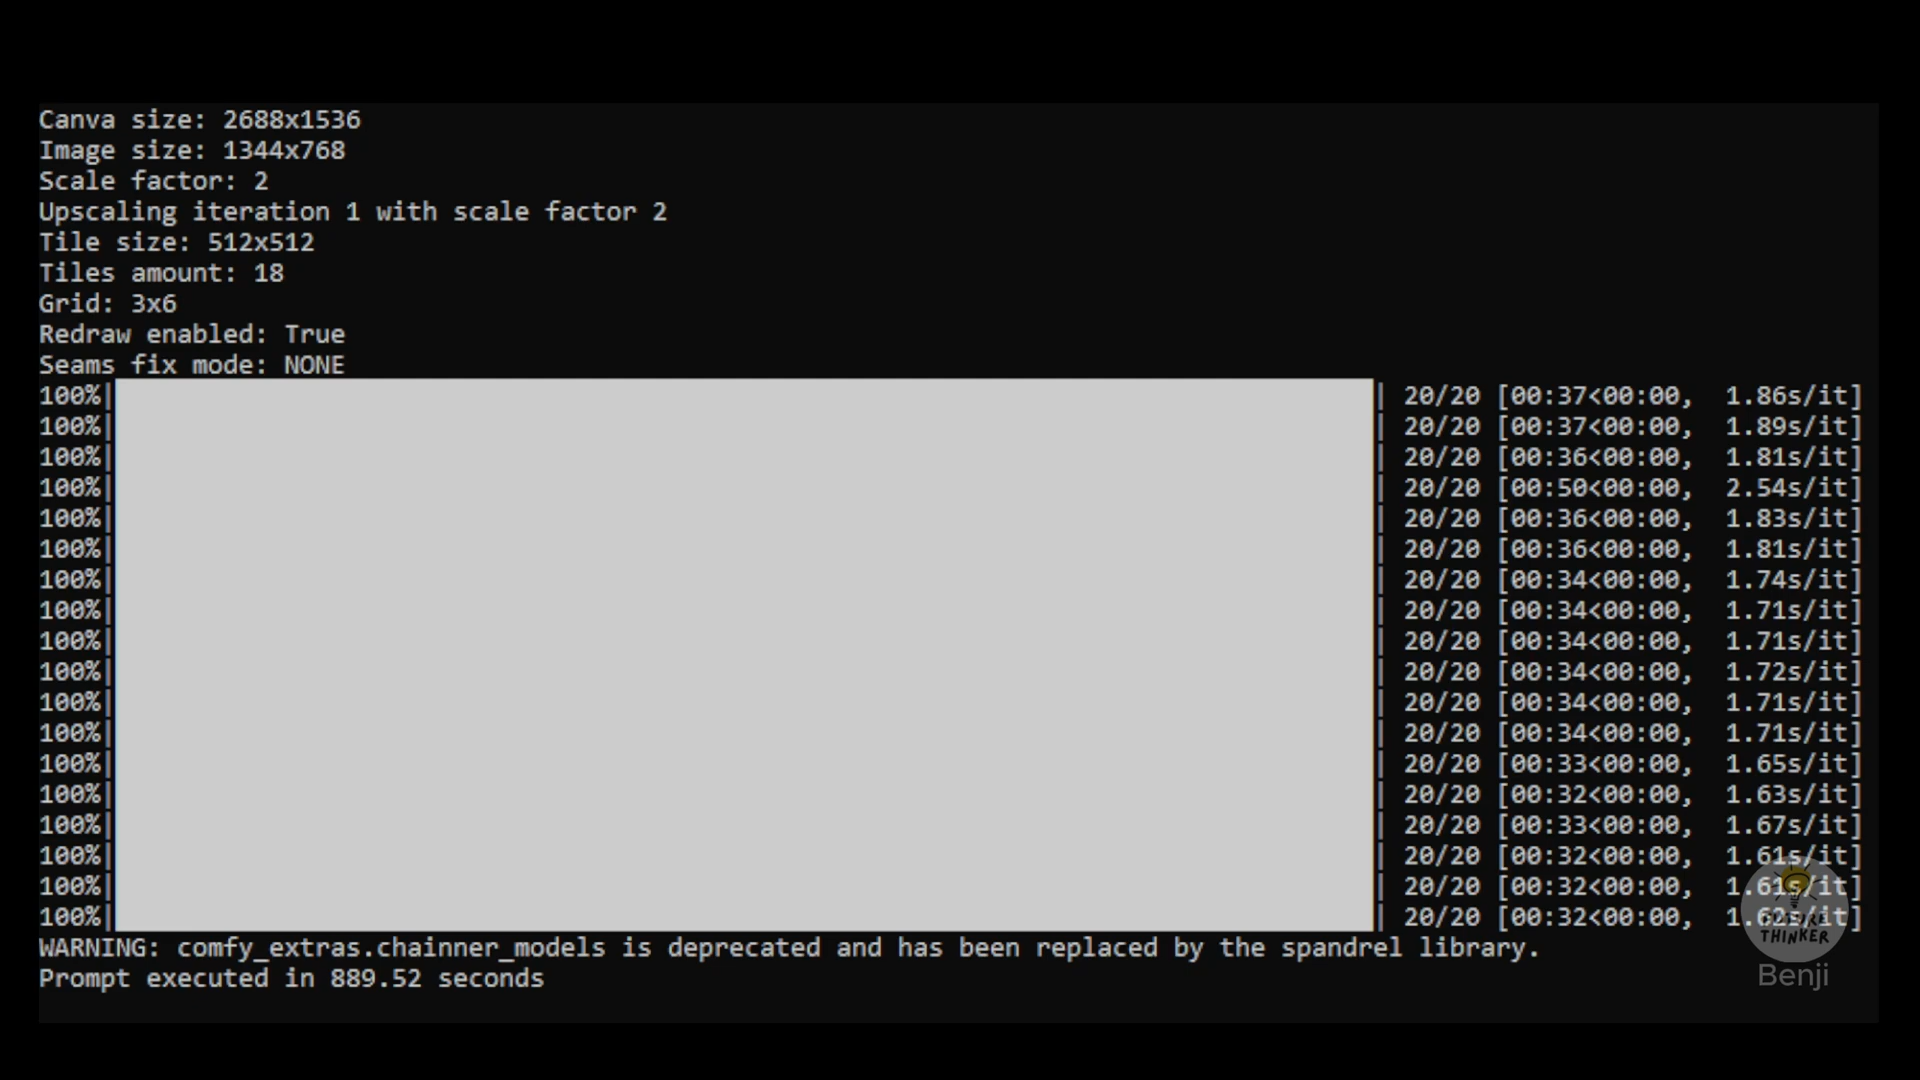 Canva size: 2688x1536
Image size: 1344x768
Scale factor: 2
Upscaling iteration 1 with scale factor 2
Tile size: 512x512
Tiles amount: 18
Grid: 3x6
Redraw enabled: True
Seams fix mode: NONE
100%| | 20/20 [00:37<00:00, 1.86s/it]
100%| | 20/20 [00:37<00:00, 1.89s/it]
100%| | 20/20 [00:36<00:00, 1.81s/it]
100%| | 20/20 [00:50<00:00, 2.54s/it]
100%| | 20/20 [00:36<00:00, 1.83s/it]
100%| | 20/20 [00:36<00:00, 1.81s/it]
100%| | 20/20 [00:34<00:00, 1.74s/it]
100%| | 20/20 [00:34<00:00, 1.71s/it]
100%| | 20/20 [00:34<00:00, 1.71s/it]
100%| | 20/20 [00:34<00:00, 1.72s/it]
100%| | 20/20 [00:34<00:00, 1.71s/it]
100%| | 20/20 [00:34<00:00, 1.71s/it]
100%| | 20/20 [00:33<00:00, 1.65s/it]
100%| | 20/20 [00:32<00:00, 1.63s/it]
100%| | 20/20 [00:33<00:00, 1.67s/it]
100%| | 20/20 [00:32<00:00, 1.61s/it]
100%| | 20/20 [00:32<00:00, 1.61s/it]
100%| | 20/20 [00:32<00:00, 1.62s/it]
WARNING: comfy_extras.chainner_models is deprecated and has been replaced by the spandrel library.
Prompt executed in 889.52 seconds
FUTURE
THINKER
Benji